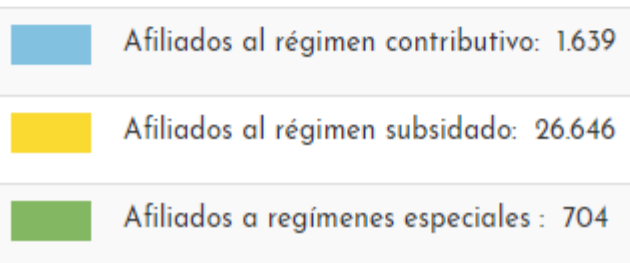 Afiliados al régimen contributivo: 1.639
Afiliados al régimen subsidado: 26.646
Afiliados a regímenes especiales : 704